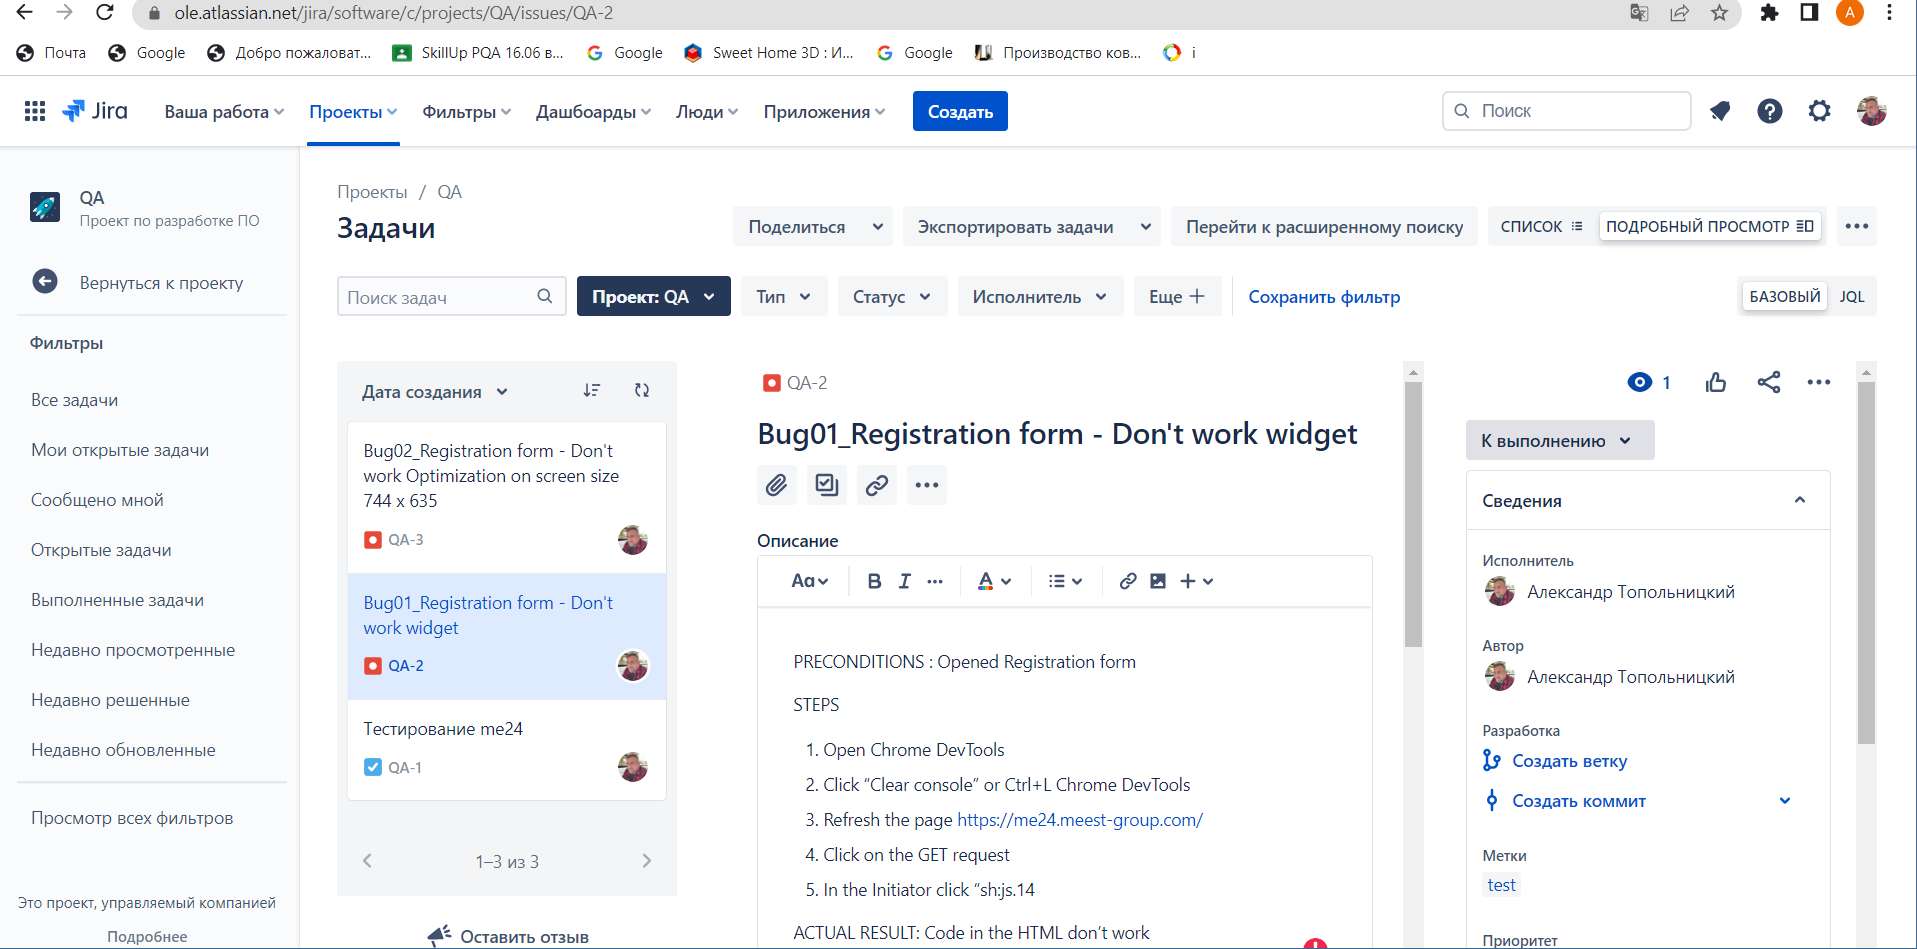 ole.atlassian.net/jira/software/c/projects/QA/issues/QA-2
A
Почта
Google
Добро пожаловат...
SkillUp PQA 16.06 в...
Google
Sweet Home 3D : И...
Google
Производство ков...
i
Jira
Ваша работа
Проекты
Фильтры
Дашбоарды
Люди
Приложения
Создать
Поиск
QA
Проект по разработке ПО
Вернуться к проекту
Фильтры
Все задачи
Мои открытые задачи
Сообщено мной
Открытые задачи
Выполненные задачи
Недавно просмотренные
Недавно решенные
Недавно обновленные
Просмотр всех фильтров
Это проект, управляемый компанией
Подробнее
Проекты / QA
Задачи
Поделиться
Экспортировать задачи
Перейти к расширенному поиску
СПИСОК
ПОДРОБНЫЙ ПРОСМОТР
Поиск задач
Проект: QA
Тип
Статус
Исполнитель
Еще
Сохранить фильтр
БАЗОВЫЙ
JQL
Дата создания
Bug02_Registration form - Don't
work Optimization on screen size
744 x 635
QA-3
Bug01_Registration form - Don't
work widget
QA-2
Тестирование me24
QA-1
1–3 из 3
Оставить отзыв
QA-2
Bug01_Registration form - Don't work widget
Описание
Aa
B
I
A
PRECONDITIONS : Opened Registration form
STEPS
1. Open Chrome DevTools
2. Click “Clear console” or Ctrl+L Chrome DevTools
3. Refresh the page https://me24.meest-group.com/
4. Click on the GET request
5. In the Initiator click “sh:js.14
ACTUAL RESULT: Code in the HTML don’t work
1
К выполнению
Сведения
Исполнитель
Александр Топольницкий
Автор
Александр Топольницкий
Разработка
Создать ветку
Создать коммит
Метки
test
Приоритет